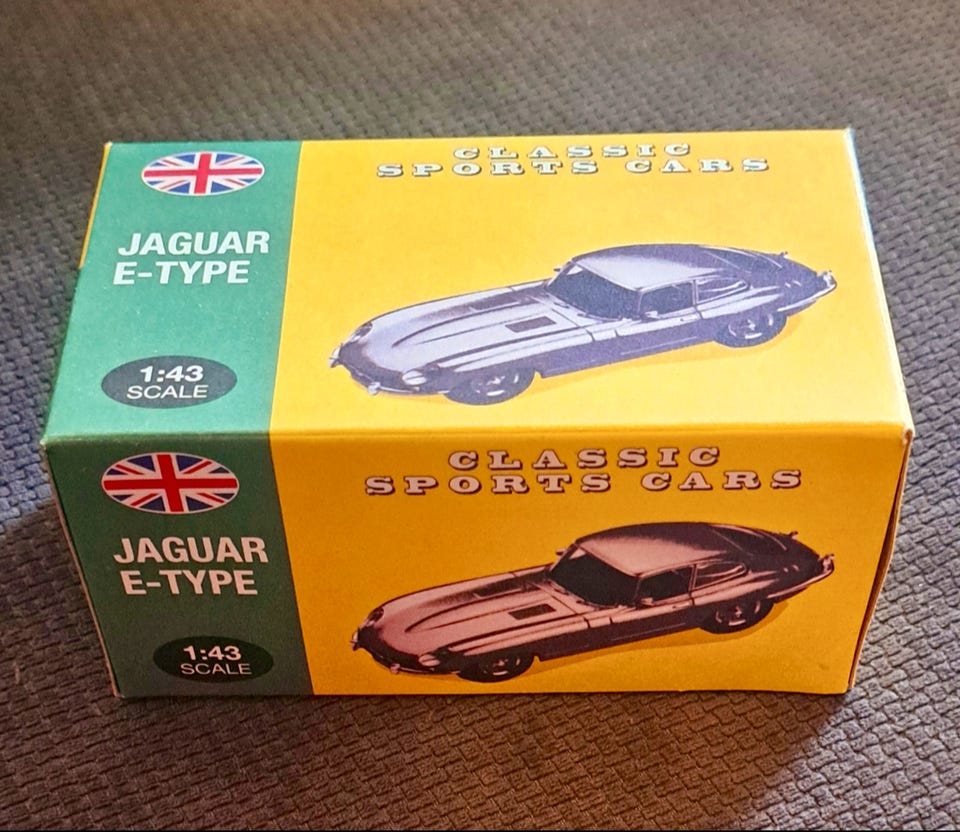 CLASSIC
SPORTS CARS
JAGUAR
E-TYPE
1:43
SCALE
CLASSIC
SPORTS CARS
JAGUAR
E-TYPE
1:43
SCALE